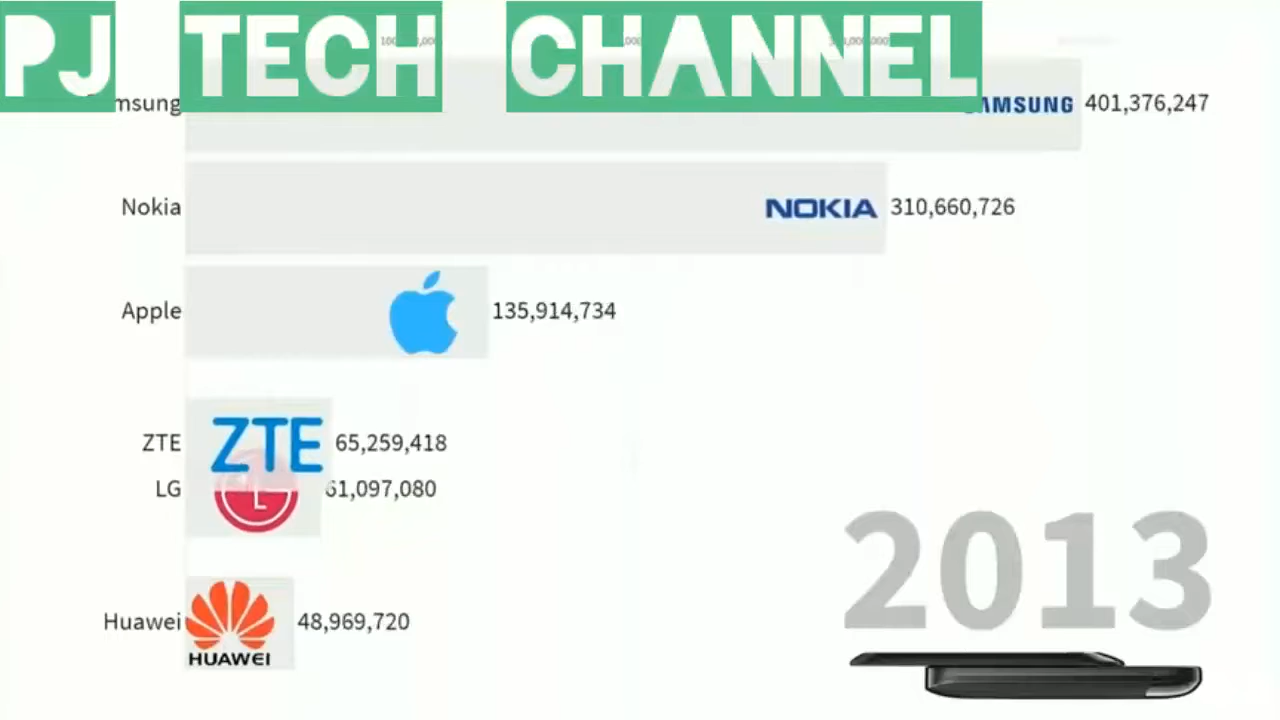 PJ TECH CHANNEL
SAMSUNG 401,376,247
Nokia NOKIA 310,660,726
Apple 135,914,734
ZTE ZTE 65,259,418
LG LG 61,097,080
Huawei HUAWEI 48,969,720
2013